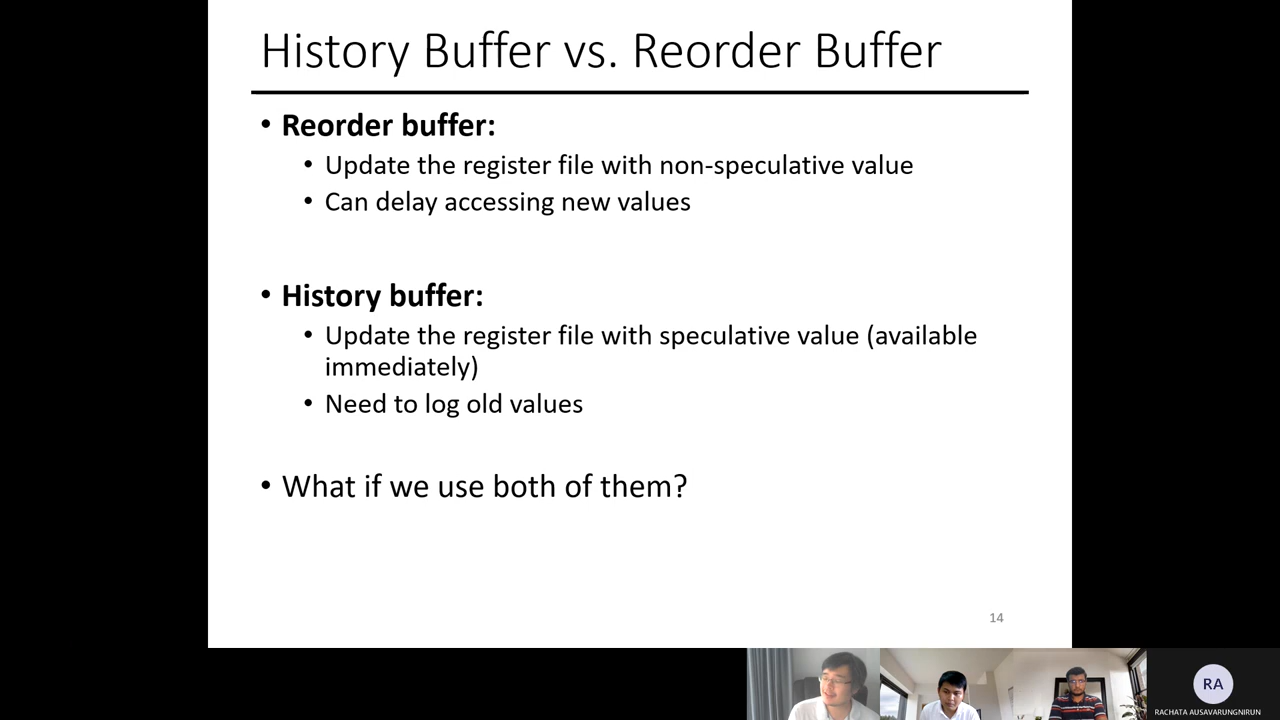 History Buffer vs. Reorder Buffer
• Reorder buffer:
• Update the register file with non-speculative value
• Can delay accessing new values
• History buffer:
• Update the register file with speculative value (available
immediately)
• Need to log old values
• What if we use both of them?
14
RA
RACHATA AUSAVARUNGNIRUN